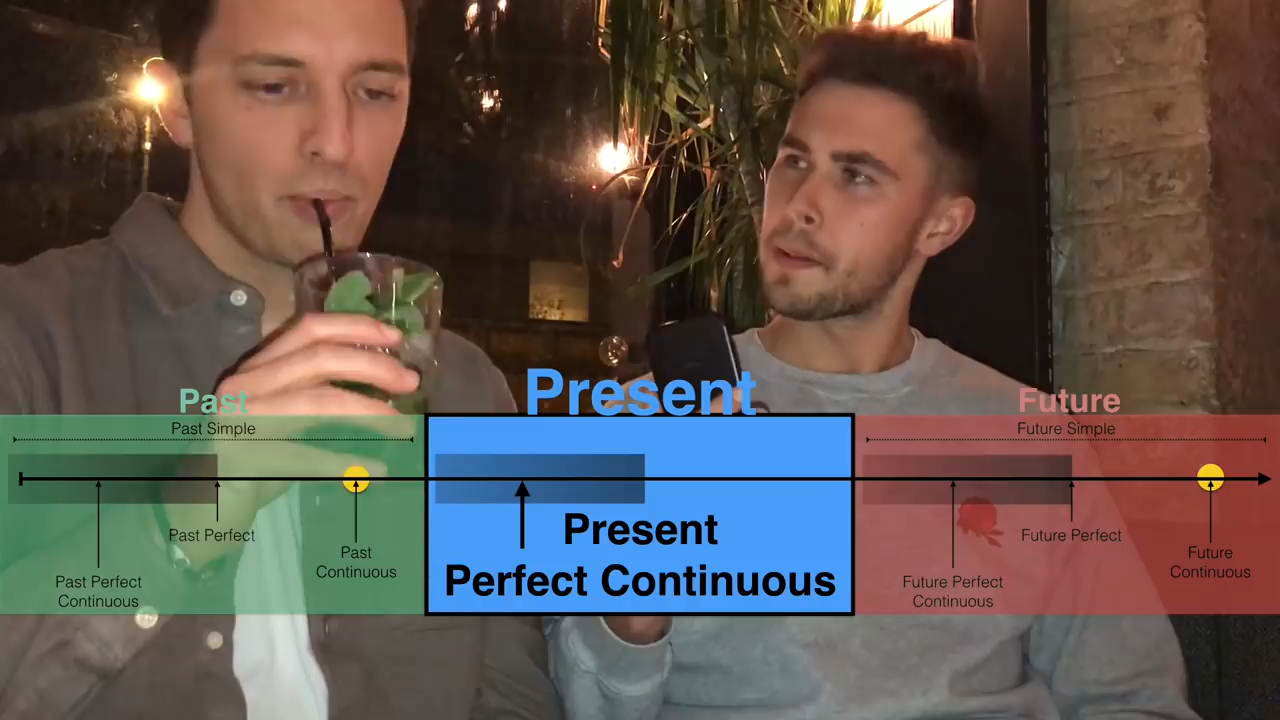 Past
Present
Future
Past Simple
Future Simple
Past Perfect
Past
Continuous
Past Perfect
Continuous
Present
Perfect Continuous
Future Perfect
Future
Continuous
Future Perfect
Continuous